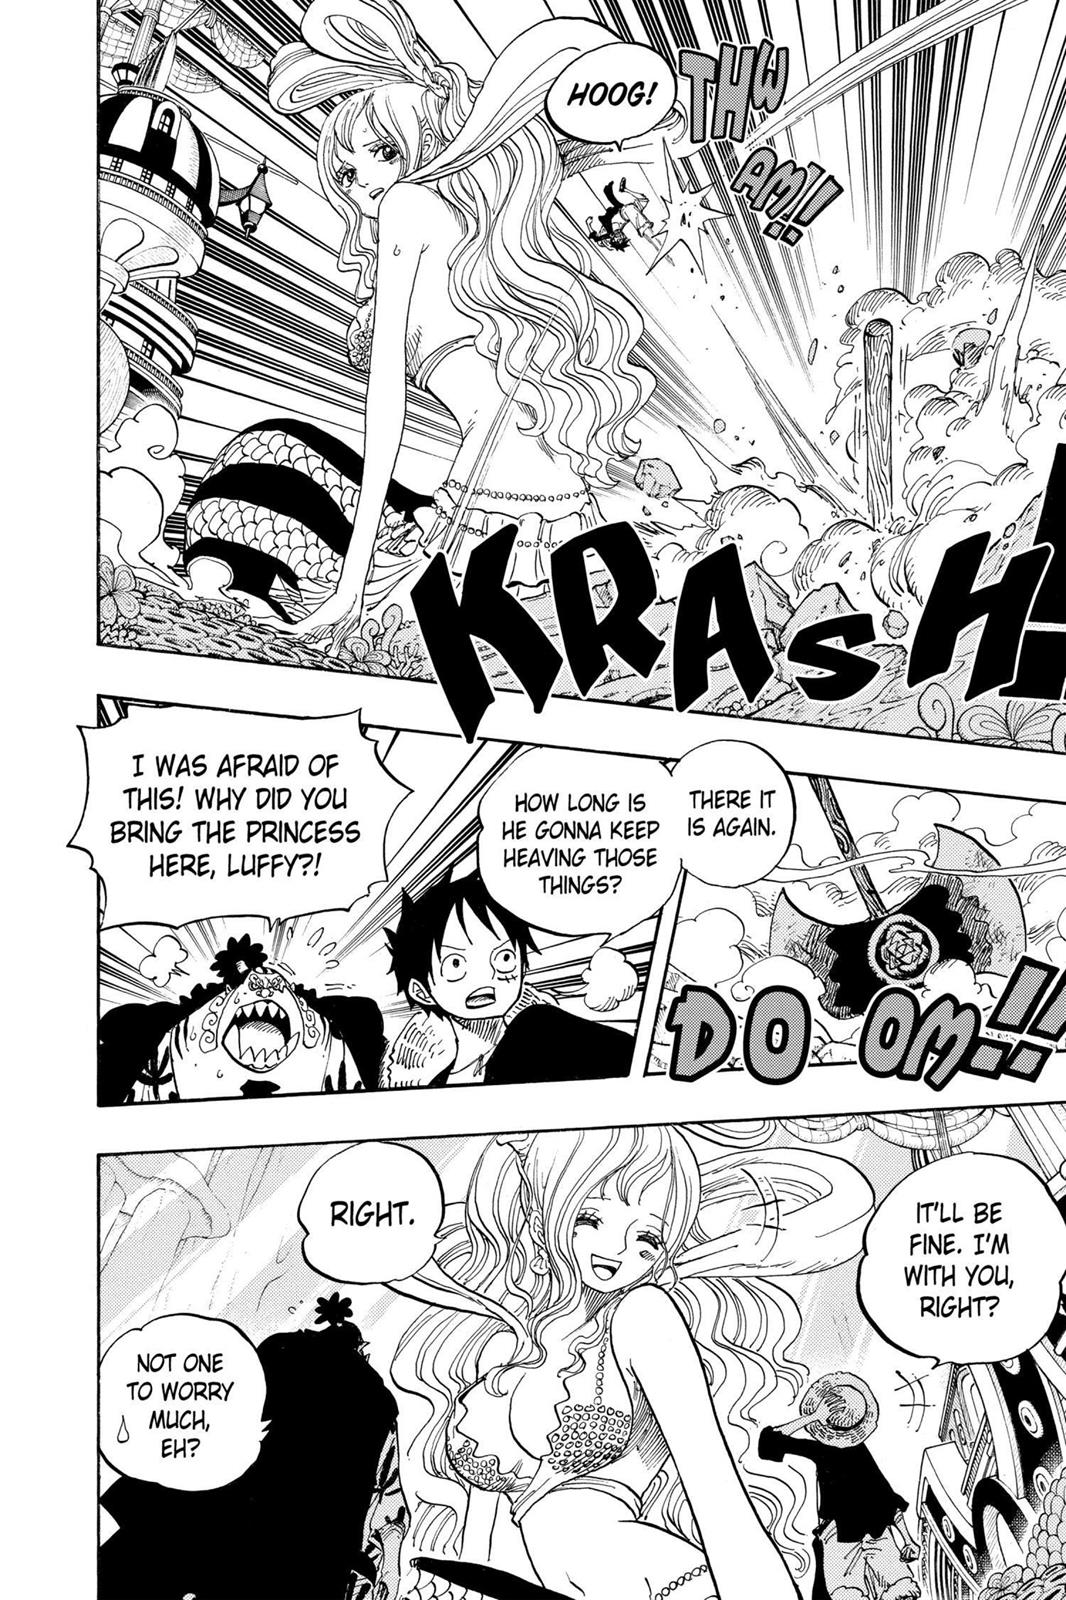 THW
AM!!
HOOG!
KRASH!
THERE IT
IS AGAIN.
DOOM!!
HOW LONG IS
HE GONNA KEEP
HEAVING THOSE
THINGS?
I WAS AFRAID OF
THIS! WHY DID YOU
BRING THE PRINCESS
HERE, LUFFY?!
IT'LL BE
FINE. I'M
WITH YOU,
RIGHT?
RIGHT.
NOT ONE
TO WORRY
MUCH,
EH?